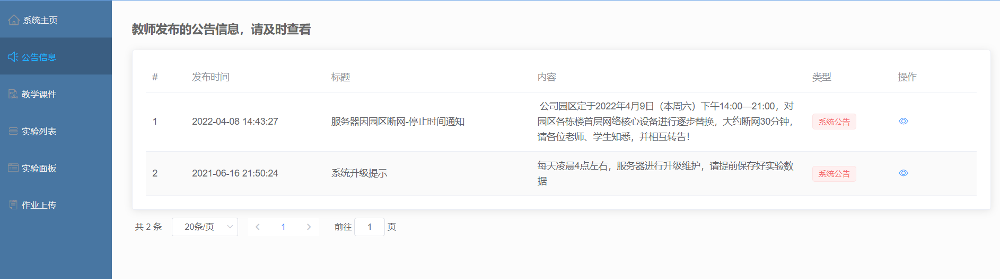 系统主页
公告信息
教学课件
实验列表
实验面板
作业上传
教师发布的公告信息，请及时查看
# 发布时间 标题 内容 类型 操作
1 2022-04-08 14:43:27 服务器因园区断网-停止时间通知 公司园区定于2022年4月9日（本周六）下午14:00—21:00，对
园区各栋楼首层网络核心设备进行逐步替换，大约断网30分钟，
请各位老师、学生知悉，并相互转告！
系统公告
2 2021-06-16 21:50:24 系统升级提示 每天凌晨4点左右，服务器进行升级维护，请提前保存好实验数
据
系统公告
共 2 条 20条/页 1 前往 1 页